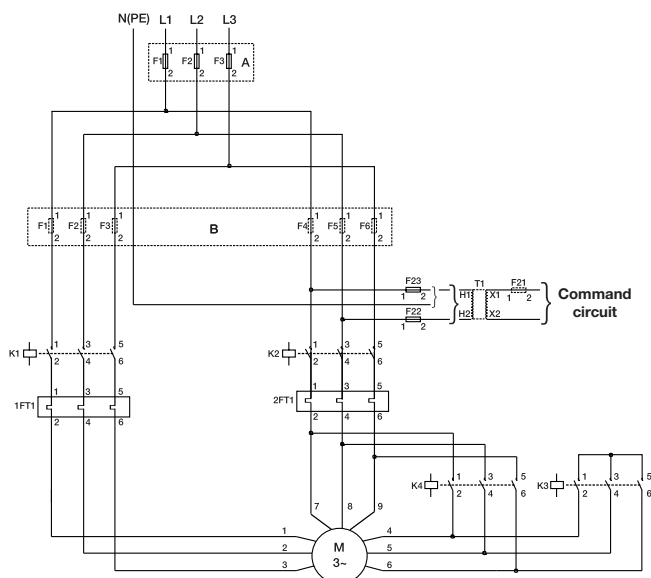 N(PE) L1 L2 L3
F1 1 2 F2 1 2 F3 1 2 A
F1 1 2 F2 1 2 F3 1 2 B F4 1 2 F5 1 2 F6 1 2
F23 1 2
F22 1 2
H1 T1 X1 F21 1 2
H2 X2
Command
circuit
K1 1 2 3 4 5 6
K2 1 2 3 4 5 6
1FT1 1 2 3 4 5 6
2FT1 1 2 3 4 5 6
K4 1 2 3 4 5 6
K3 1 2 3 4 5 6
7 8 9
1 4
2 5
3 6
M
3~